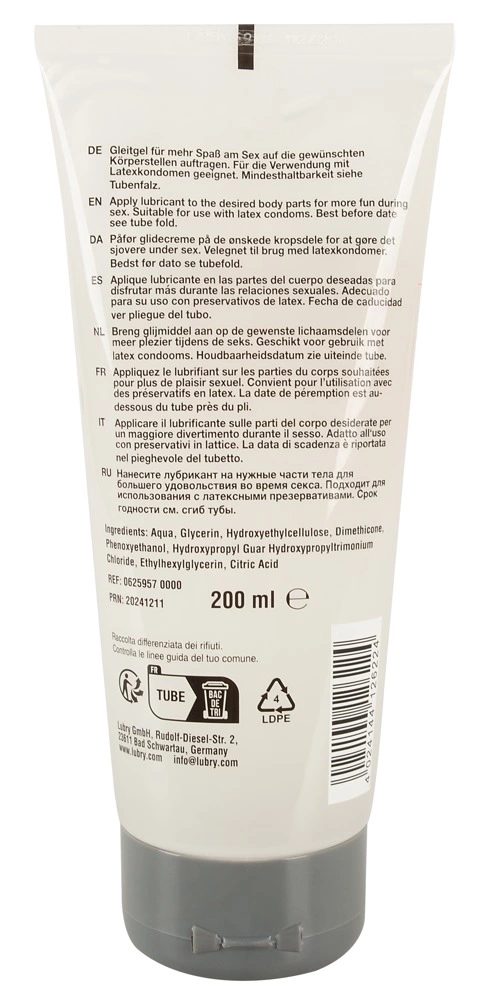 DE Gleitgel für mehr Spaß am Sex auf die gewünschten
Körperstellen auftragen. Für die Verwendung mit
Latexkondomen geeignet. Mindesthaltbarkeit siehe
Tubenfalz.
EN Apply lubricant to the desired body parts for more fun during
sex. Suitable for use with latex condoms. Best before date
see tube fold.
DA Påfør glidecreme på de ønskede kropsdele for at gøre det
sjovere under sex. Velegnet til brug med latexkondomer.
Bedst før dato se tubefold.
ES Aplique lubricante en las partes del cuerpo deseadas para
disfrutar más durante las relaciones sexuales. Adecuado
para su uso con preservativos de latex. Fecha de caducidad
ver pliegue del tubo.
NL Breng glijmiddel aan op de gewenste lichaamsdelen voor
meer plezier tijdens de seks. Geschikt voor gebruik met
latex condooms. Houdbaarheidsdatum zie uiteinde tube.
FR Appliquez le lubrifiant sur les parties du corps souhaitées
pour plus de plaisir sexuel. Convient pour l'utilisation avec
des préservatifs en latex. La date de péremption est au-
dessous du tube près du pli.
IT Applicare il lubrificante sulle parti del corpo desiderate per
un maggiore divertimento durante il sesso. Adatto all'uso
con preservativi in lattice. La data di scadenza è riportata
nel pieghevole del tubetto.
RU Нанесите лубрикант на нужные части тела для
большего удовольствия во время секса. Подходит для
использования с латексными презервативами. Срок
годности см. сгиб тубы.
Ingredients: Aqua, Glycerin, Hydroxyethylcellulose, Dimethicone,
Phenoxyethanol, Hydroxypropyl Guar Hydroxypropyltrimonium
Chloride, Ethylhexylglycerin, Citric Acid
REF: 0625957 0000
PRN: 20241211
200 ml ℮
Raccolta differenziata dei rifiuti.
Controlla le linee guida del tuo comune.
FR
TUBE
BAC
DE
TRI
4
LDPE
Lubry GmbH, Rudolf-Diesel-Str. 2,
23611 Bad Schwartau, Germany
www.lubry.com info@lubry.com
4 024144 126224